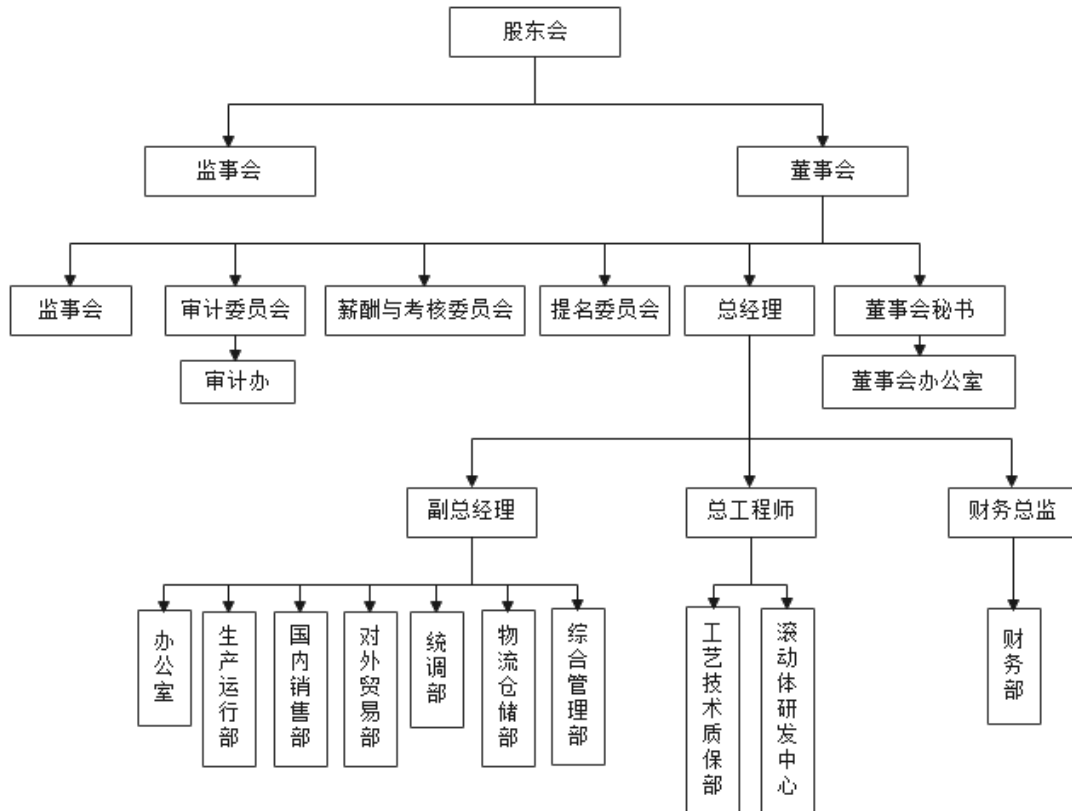 股东会
监事会
董事会
监事会
审计委员会
薪酬与考核委员会
提名委员会
总经理
董事会秘书
审计办
董事会办公室
副总经理
总工程师
财务总监
办公室
生产运行部
国内销售部
对外贸易部
统调部
物流仓储部
综合管理部
工艺技术质保部
滚动体研发中心
财务部